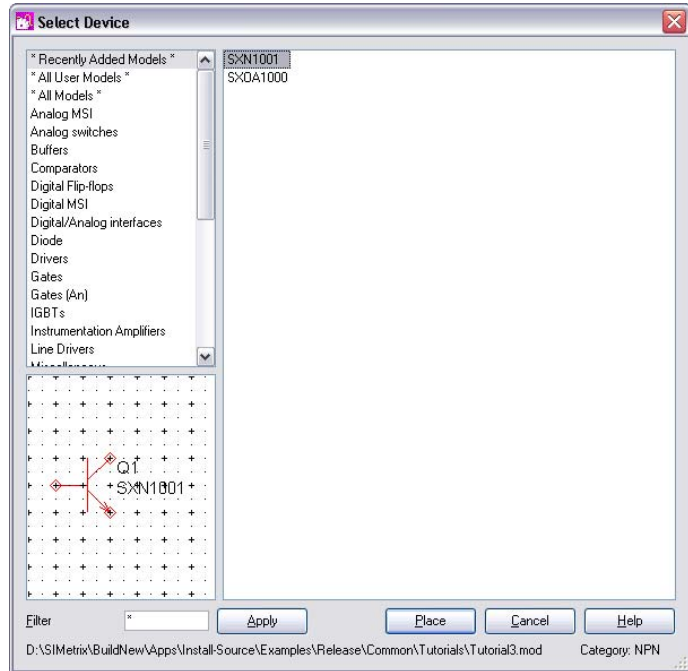 Select Device
* Recently Added Models *
* All User Models *
* All Models *
Analog MSI
Analog switches
Buffers
Comparators
Digital Flip-flops
Digital MSI
Digital/Analog interfaces
Diode
Drivers
Gates
Gates (An)
IGBTs
Instrumentation Amplifiers
Line Drivers
SXN1001
SXOA1000
Q1
SXN1001
Filter
*
Apply
Place
Cancel
Help
D:\SIMetrix\BuildNew\Apps\Install-Source\Examples\Release\Common\Tutorials\Tutorial3.mod
Category: NPN